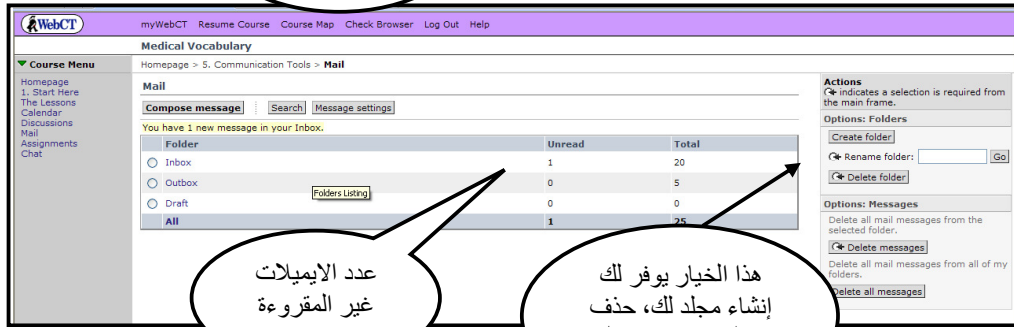 WebCT
myWebCT Resume Course Course Map Check Browser Log Out Help
Medical Vocabulary
Course Menu
Homepage > 5. Communication Tools > Mail
Homepage
1. Start Here
The Lessons
Calendar
Discussions
Mail
Assignments
Chat
Mail
Compose message Search Message settings
You have 1 new message in your Inbox.
Folder Unread Total
Inbox 1 20
Outbox 0 5
Folders Listing
Draft 0 0
All 1 25
Actions
indicates a selection is required from
the main frame.
Options: Folders
Create folder
Rename folder: Go
Delete folder
Options: Messages
Delete all mail messages from the
selected folder.
Delete messages
Delete all mail messages from all of my
folders.
Delete all messages
عدد الايميلات
غير المقروءة
هذا الخيار يوفر لك
إنشاء مجلد لك، حذف